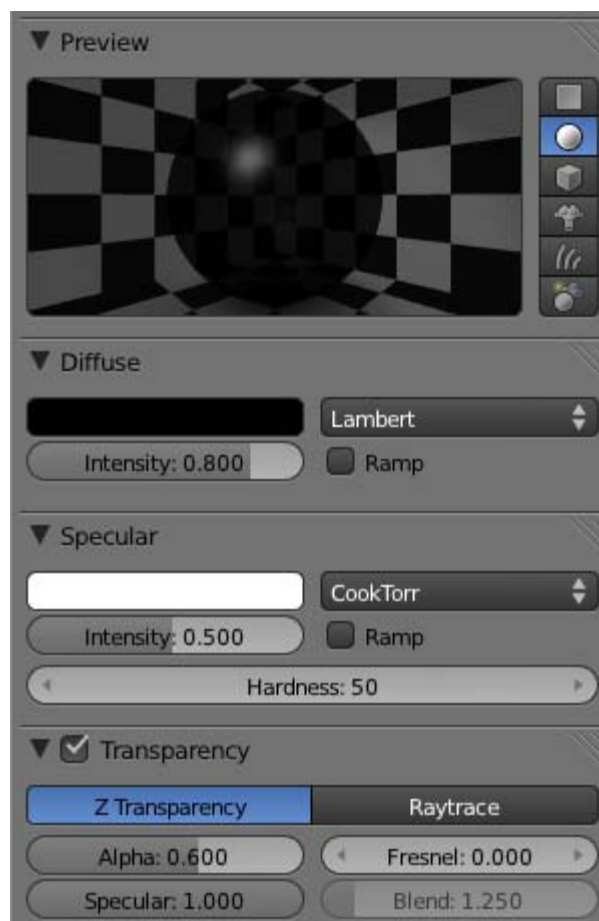 Preview
Diffuse
Lambert
Intensity: 0.800 Ramp
Specular
CookTorr
Intensity: 0.500 Ramp
Hardness: 50
Transparency
Z Transparency Raytrace
Alpha: 0.600 Fresnel: 0.000
Specular: 1.000 Blend: 1.250